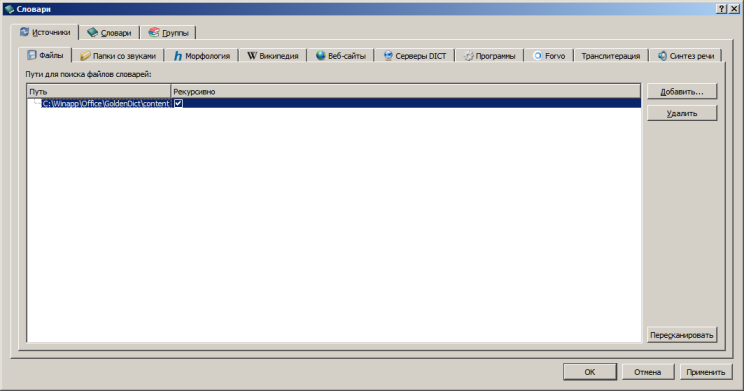 Словари
Источники Словари Группы
Файлы Папки со звуками Морфология Википедия Веб-сайты Серверы DICT Программы Forvo Транслитерация Синтез речи
Пути для поиска файлов словарей:
Путь Рекурсивно
C:\Winapp\Office\GoldenDict\content
Добавить...
Удалить
Пересканировать
OK Отмена Применить